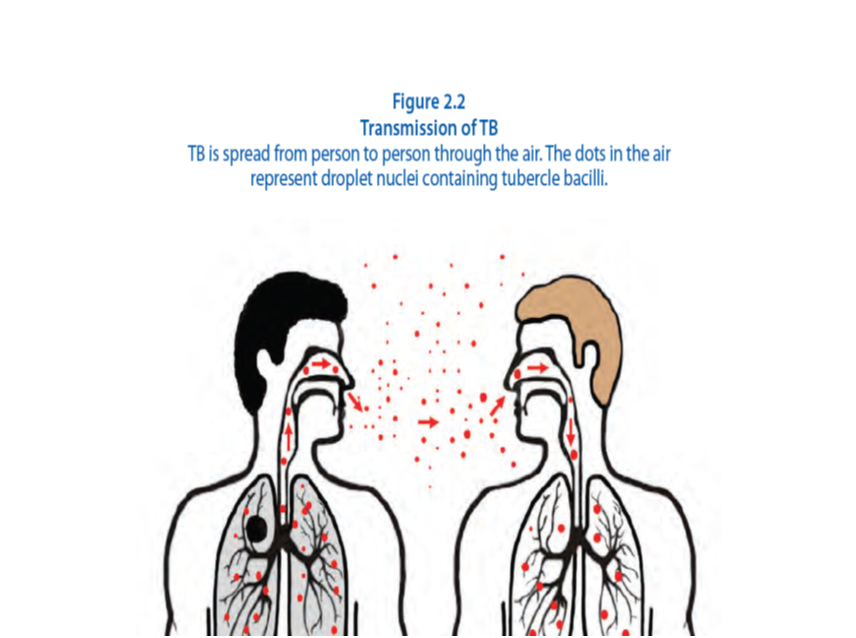 Figure 2.2
Transmission of TB
TB is spread from person to person through the air. The dots in the air
represent droplet nuclei containing tubercle bacilli.